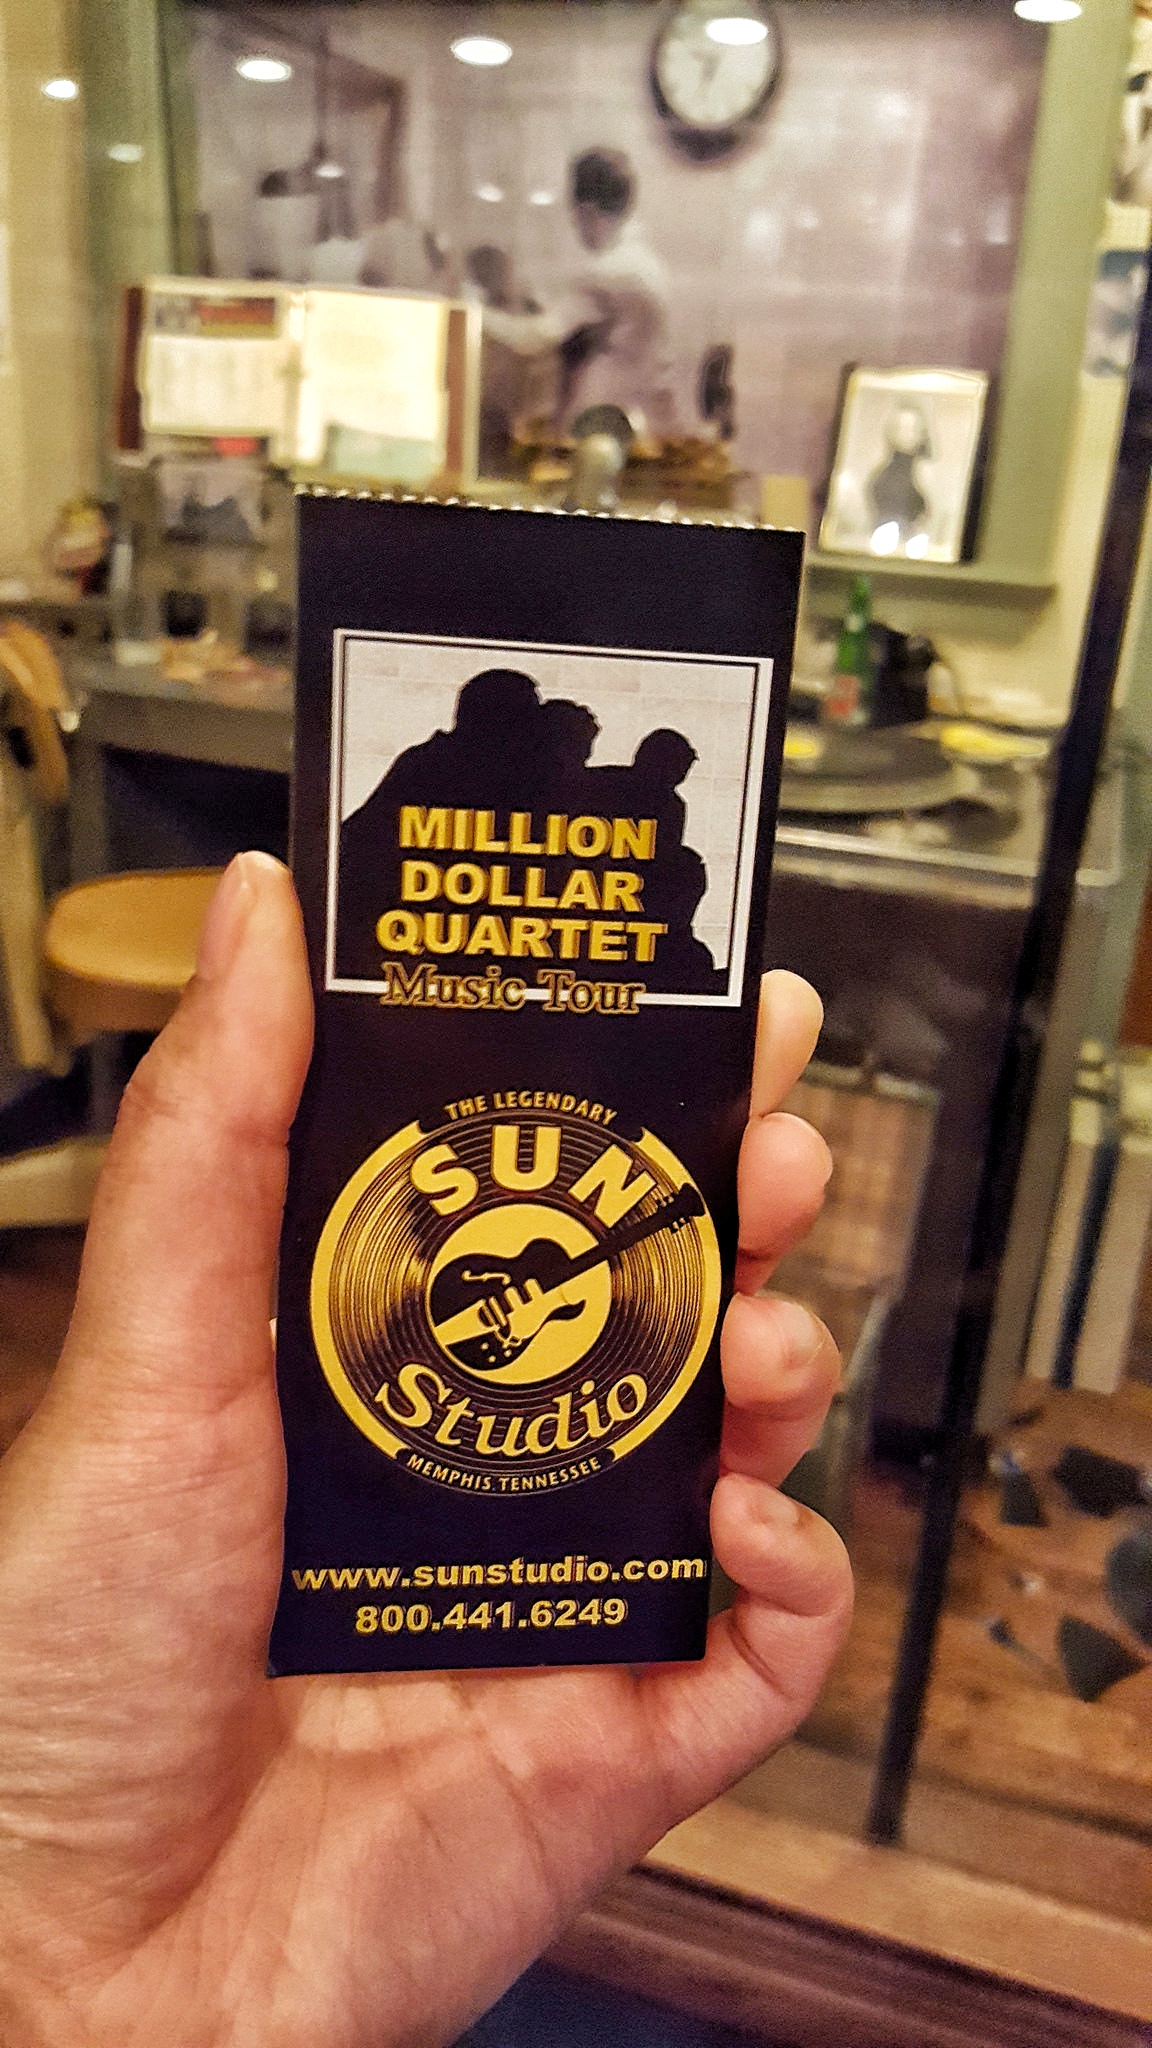 MILLION
DOLLAR
QUARTET
Music Tour
THE LEGENDARY
SUN
Studio
MEMPHIS, TENNESSEE
www.sunstudio.com
800.441.6249